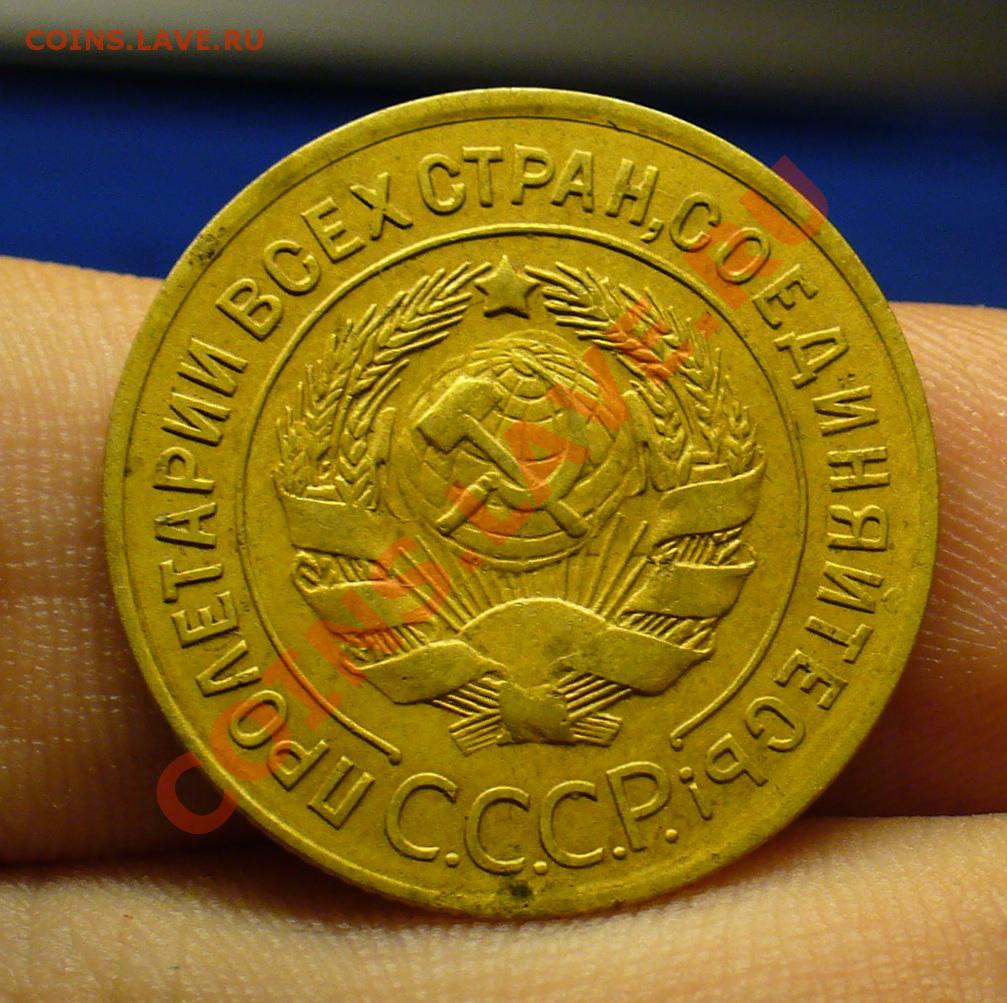 COINS.LAVE.RU
ПРОЛЕТАРИИ ВСЕХ СТРАН, СОЕДИНЯЙТЕСЬ!
С.С.С.Р.
COINS.LAVE.RU